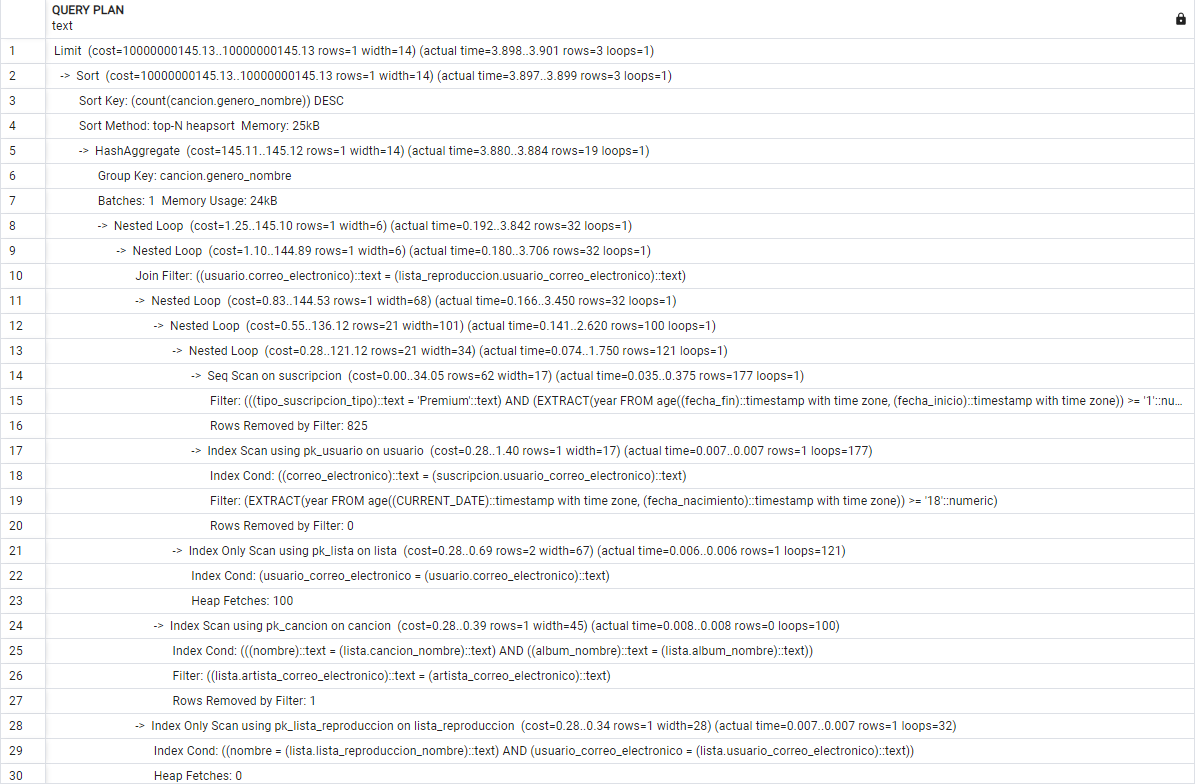 QUERY PLAN
text
1 Limit (cost=10000000145.13..10000000145.13 rows=1 width=14) (actual time=3.898..3.901 rows=3 loops=1)
2 -> Sort (cost=10000000145.13..10000000145.13 rows=1 width=14) (actual time=3.897..3.899 rows=3 loops=1)
3 Sort Key: (count(cancion.genero_nombre)) DESC
4 Sort Method: top-N heapsort Memory: 25kB
5 -> HashAggregate (cost=145.11..145.12 rows=1 width=14) (actual time=3.880..3.884 rows=19 loops=1)
6 Group Key: cancion.genero_nombre
7 Batches: 1 Memory Usage: 24kB
8 -> Nested Loop (cost=1.25..145.10 rows=1 width=6) (actual time=0.192..3.842 rows=32 loops=1)
9 -> Nested Loop (cost=1.10..144.89 rows=1 width=6) (actual time=0.180..3.706 rows=32 loops=1)
10 Join Filter: ((usuario.correo_electronico)::text = (lista_reproduccion.usuario_correo_electronico)::text)
11 -> Nested Loop (cost=0.83..144.53 rows=1 width=68) (actual time=0.166..3.450 rows=32 loops=1)
12 -> Nested Loop (cost=0.55..136.12 rows=21 width=101) (actual time=0.141..2.620 rows=100 loops=1)
13 -> Nested Loop (cost=0.28..121.12 rows=21 width=34) (actual time=0.074..1.750 rows=121 loops=1)
14 -> Seq Scan on suscripcion (cost=0.00..34.05 rows=62 width=17) (actual time=0.035..0.375 rows=177 loops=1)
15 Filter: (((tipo_suscripcion_tipo)::text = 'Premium'::text) AND (EXTRACT(year FROM age((fecha_fin)::timestamp with time zone, (fecha_inicio)::timestamp with time zone)) >= '1'::nu...
16 Rows Removed by Filter: 825
17 -> Index Scan using pk_usuario on usuario (cost=0.28..1.40 rows=1 width=17) (actual time=0.007..0.007 rows=1 loops=177)
18 Index Cond: ((correo_electronico)::text = (suscripcion.usuario_correo_electronico)::text)
19 Filter: (EXTRACT(year FROM age((CURRENT_DATE)::timestamp with time zone, (fecha_nacimiento)::timestamp with time zone)) >= '18'::numeric)
20 Rows Removed by Filter: 0
21 -> Index Only Scan using pk_lista on lista (cost=0.28..0.69 rows=2 width=67) (actual time=0.006..0.006 rows=1 loops=121)
22 Index Cond: (usuario_correo_electronico = (usuario.correo_electronico)::text)
23 Heap Fetches: 100
24 -> Index Scan using pk_cancion on cancion (cost=0.28..0.39 rows=1 width=45) (actual time=0.008..0.008 rows=0 loops=100)
25 Index Cond: (((nombre)::text = (lista.cancion_nombre)::text) AND ((album_nombre)::text = (lista.album_nombre)::text))
26 Filter: ((lista.artista_correo_electronico)::text = (artista_correo_electronico)::text)
27 Rows Removed by Filter: 1
28 -> Index Only Scan using pk_lista_reproduccion on lista_reproduccion (cost=0.28..0.34 rows=1 width=28) (actual time=0.007..0.007 rows=1 loops=32)
29 Index Cond: ((nombre = (lista.lista_reproduccion_nombre)::text) AND (usuario_correo_electronico = (lista.usuario_correo_electronico)::text))
30 Heap Fetches: 0